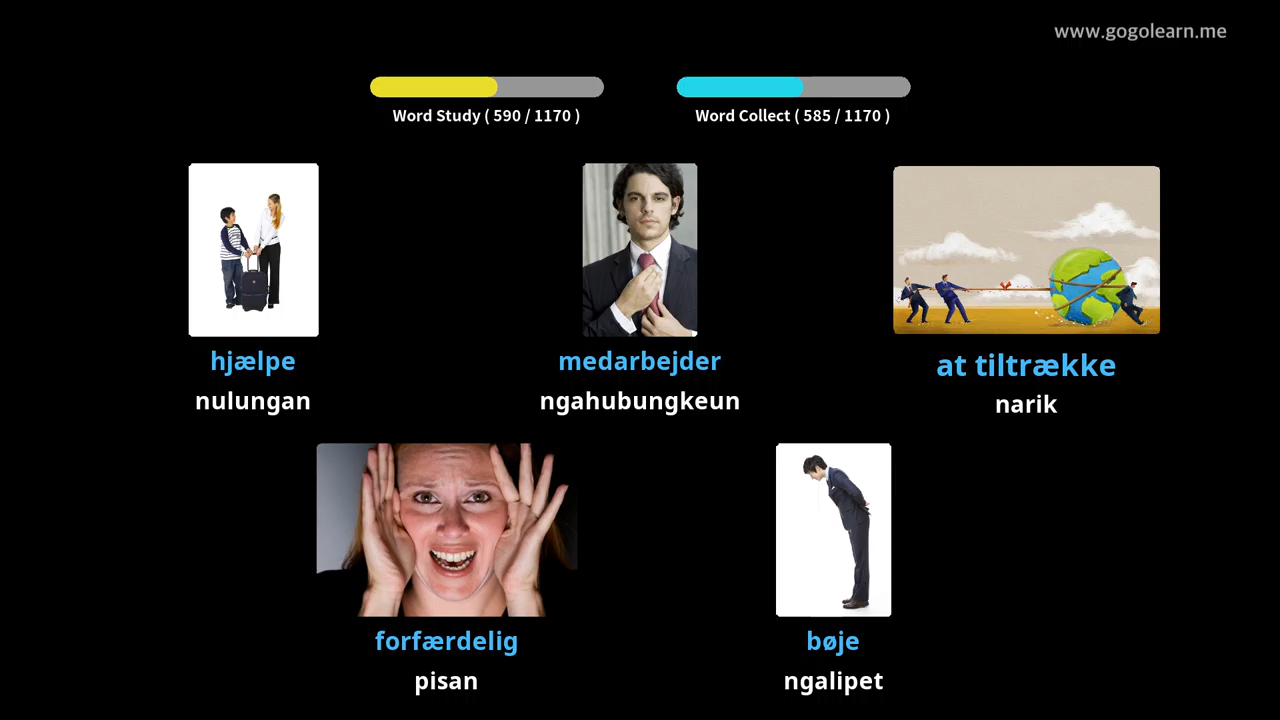 www.gogolearn.me
Word Study ( 590 / 1170 )
Word Collect ( 585 / 1170 )
hjælpe
nulungan
medarbejder
ngahubungkeun
at tiltrække
narik
forfærdelig
pisan
bøje
ngalipet